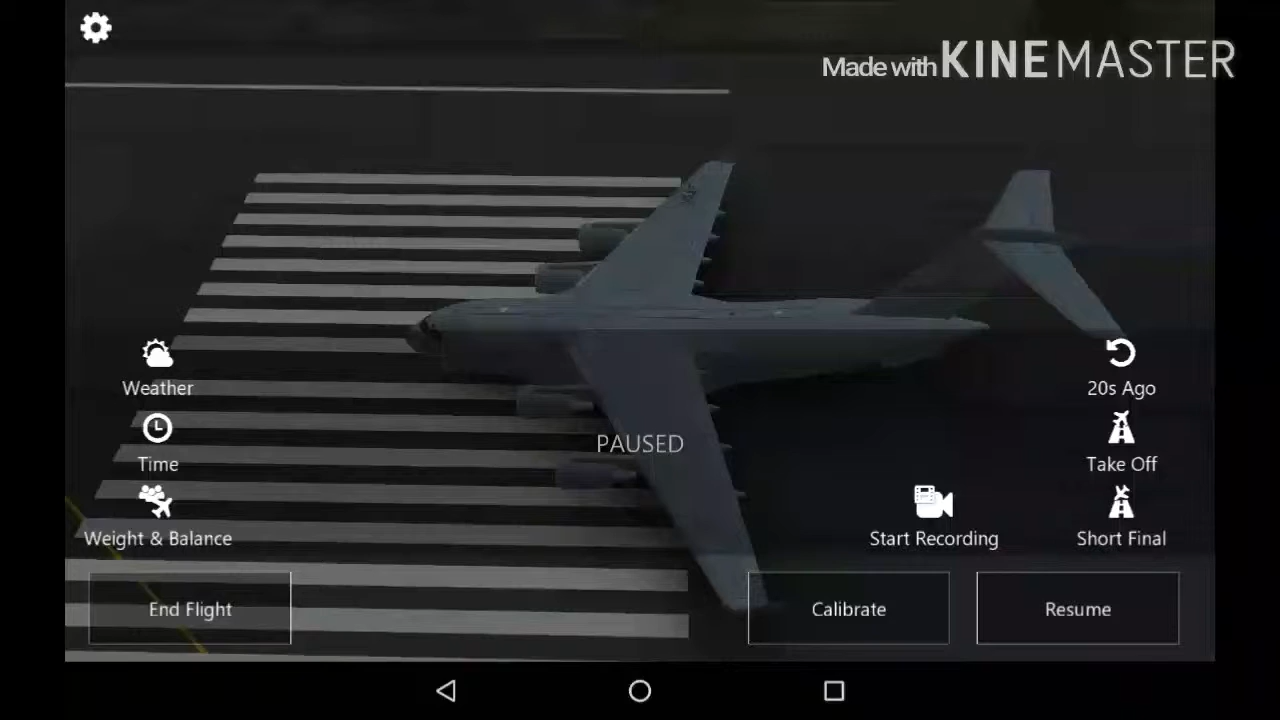 Made with KINEMASTER
Weather
20s Ago
PAUSED
Time
Take Off
Weight & Balance
Start Recording
Short Final
End Flight
Calibrate
Resume